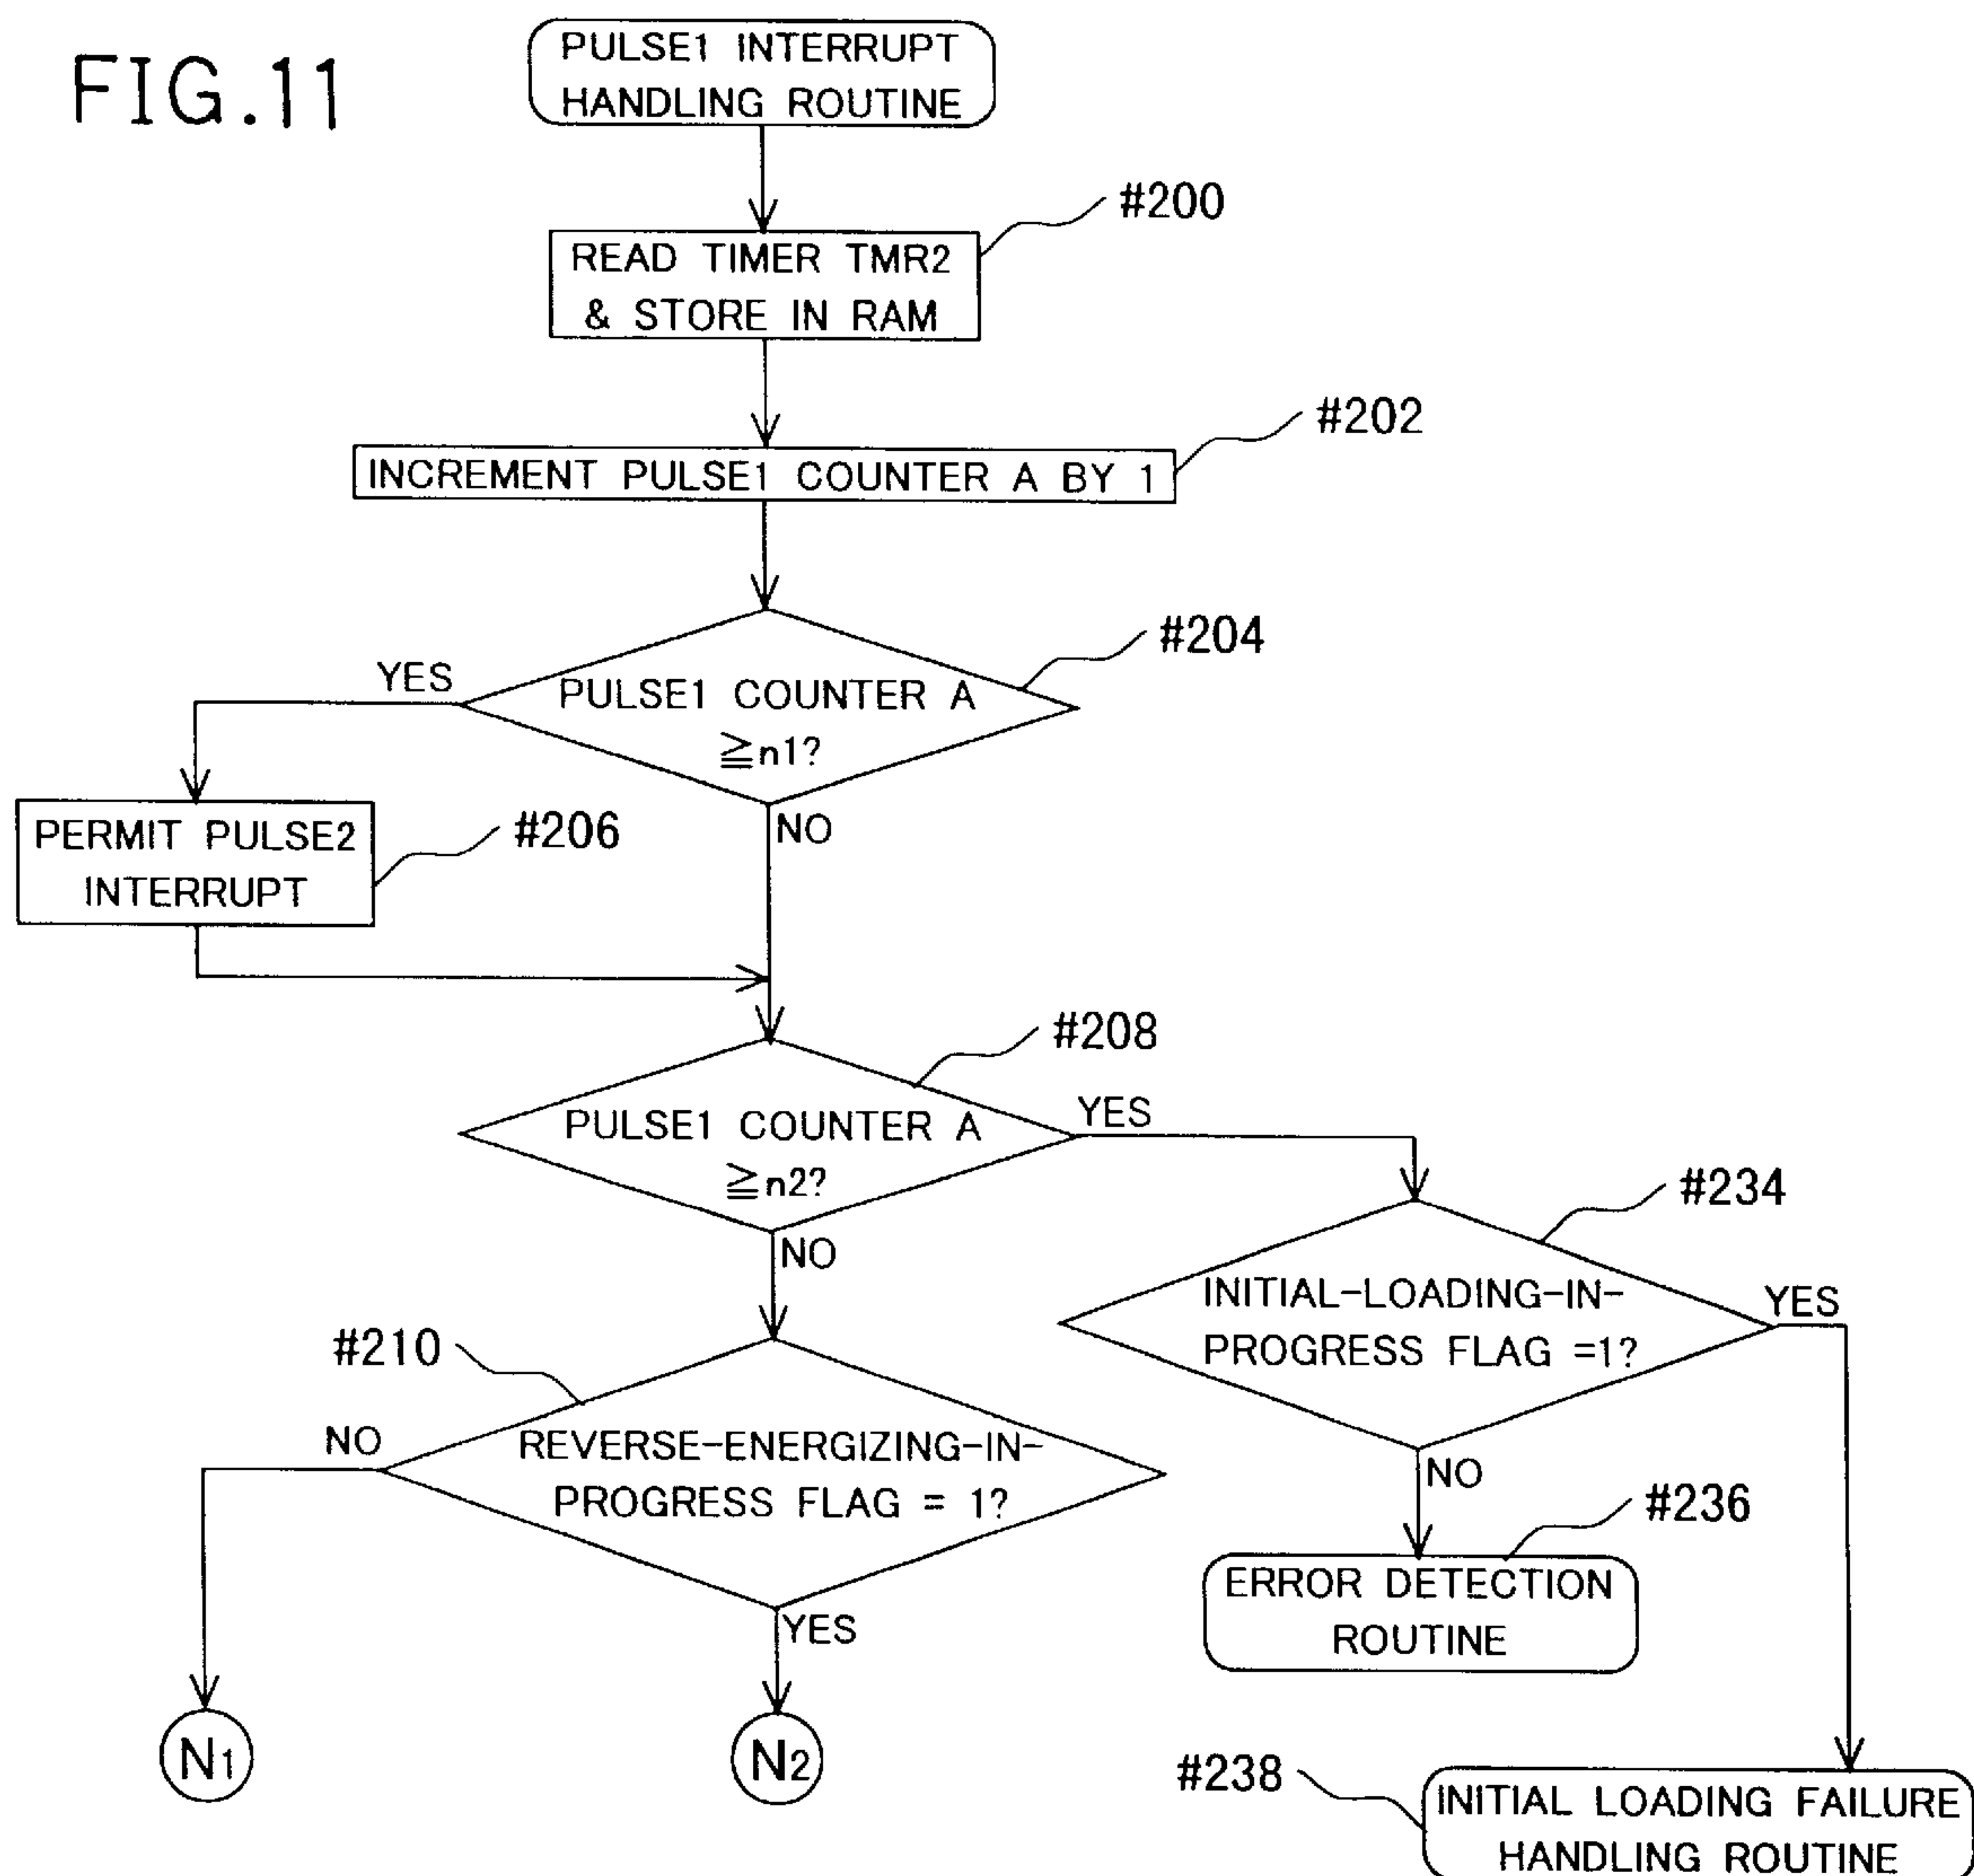 FIG.11
PULSE1 INTERRUPT
HANDLING ROUTINE
#200
READ TIMER TMR2
& STORE IN RAM
#202
INCREMENT PULSE1 COUNTER A BY 1
#204
YES
PULSE1 COUNTER A
≧n1?
NO
PERMIT PULSE2
INTERRUPT
#206
#208
PULSE1 COUNTER A
≧n2?
YES
NO
#234
INITIAL-LOADING-IN-
PROGRESS FLAG =1?
YES
NO
#210
NO
REVERSE-ENERGIZING-IN-
PROGRESS FLAG = 1?
YES
#236
ERROR DETECTION
ROUTINE
N1
N2
#238
INITIAL LOADING FAILURE
HANDLING ROUTINE